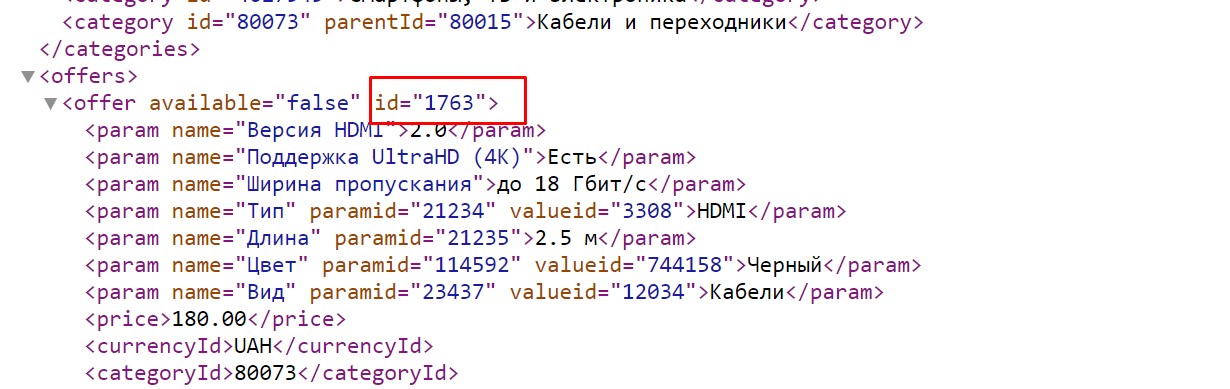 <category id="80073" parentId="80015">Кабели и переходники</category>
</categories>
▼<offers>
▼<offer available="false" id="1763">
<param name="Версия HDMI">2.0</param>
<param name="Поддержка UltraHD (4K)">Есть</param>
<param name="Ширина пропускания">до 18 Гбит/с</param>
<param name="Тип" paramid="21234" valueid="3308">HDMI</param>
<param name="Длина" paramid="21235">2.5 м</param>
<param name="Цвет" paramid="114592" valueid="744158">Черный</param>
<param name="Вид" paramid="23437" valueid="12034">Кабели</param>
<price>180.00</price>
<currencyId>UAH</currencyId>
<categoryId>80073</categoryId>